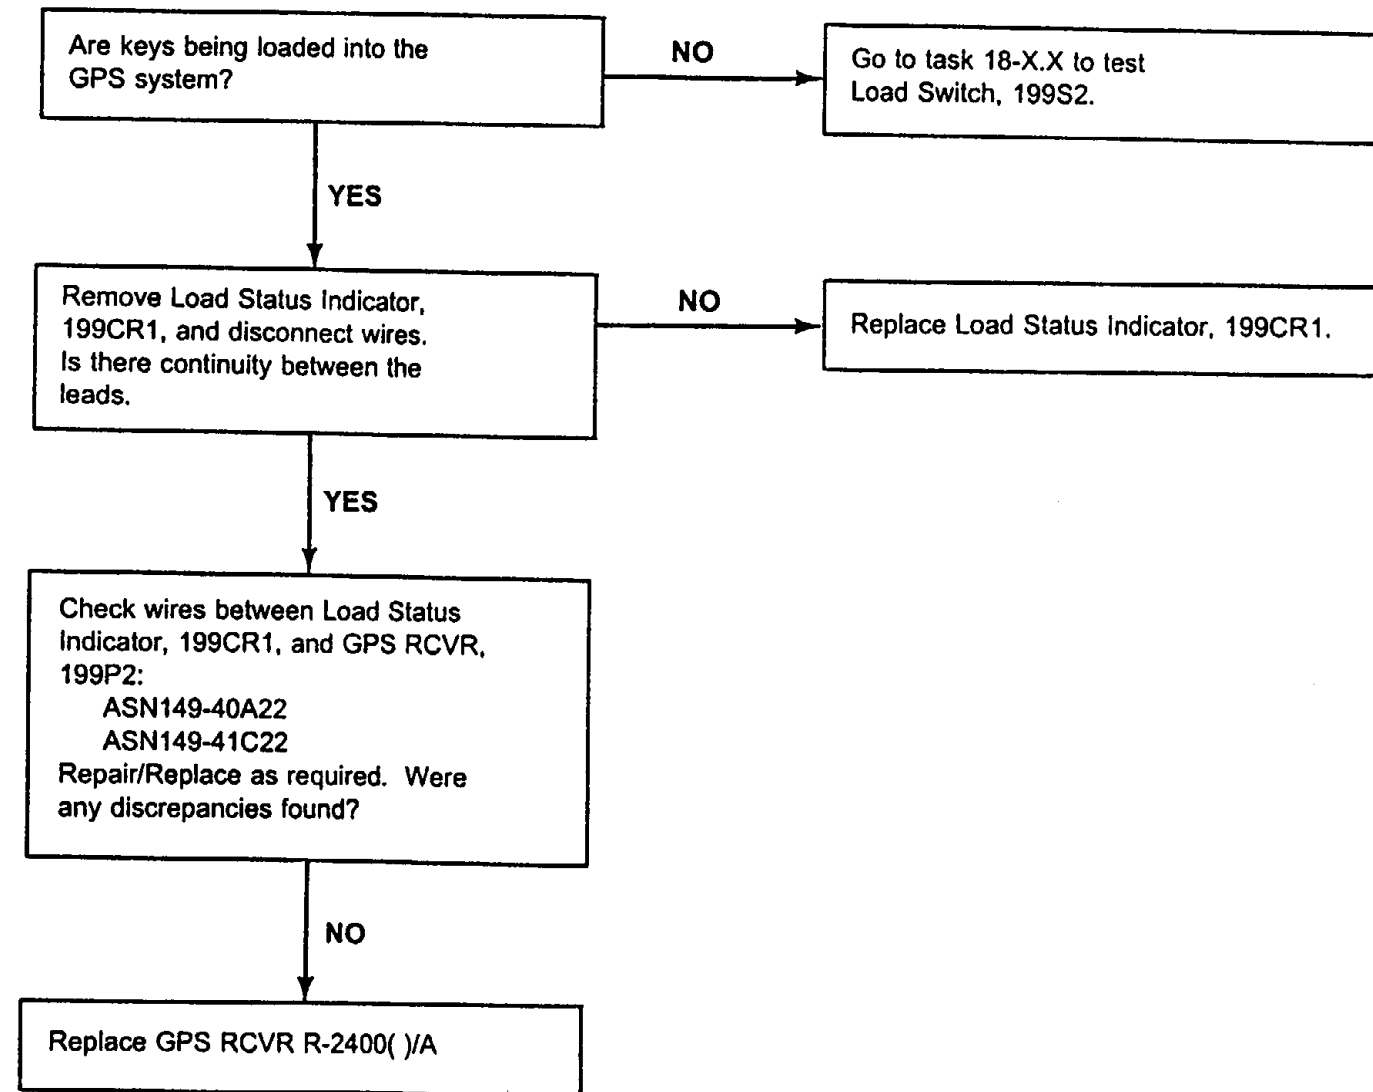 Are keys being loaded into the
GPS system?
NO
Go to task 18-X.X to test
Load Switch, 199S2.
YES
Remove Load Status Indicator,
199CR1, and disconnect wires.
Is there continuity between the
leads.
NO
Replace Load Status Indicator, 199CR1.
YES
Check wires between Load Status
Indicator, 199CR1, and GPS RCVR,
199P2:
ASN149-40A22
ASN149-41C22
Repair/Replace as required. Were
any discrepancies found?
NO
Replace GPS RCVR R-2400( )/A